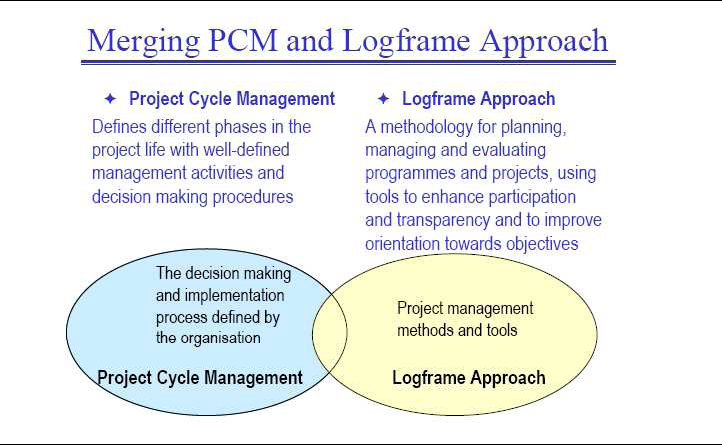 Merging PCM and Logframe Approach
✦ Project Cycle Management
Defines different phases in the
project life with well-defined
management activities and
decision making procedures
✦ Logframe Approach
A methodology for planning,
managing and evaluating
programmes and projects, using
tools to enhance participation
and transparency and to improve
orientation towards objectives
The decision making
and implementation
process defined by
the organisation
Project Cycle Management
Project management
methods and tools
Logframe Approach